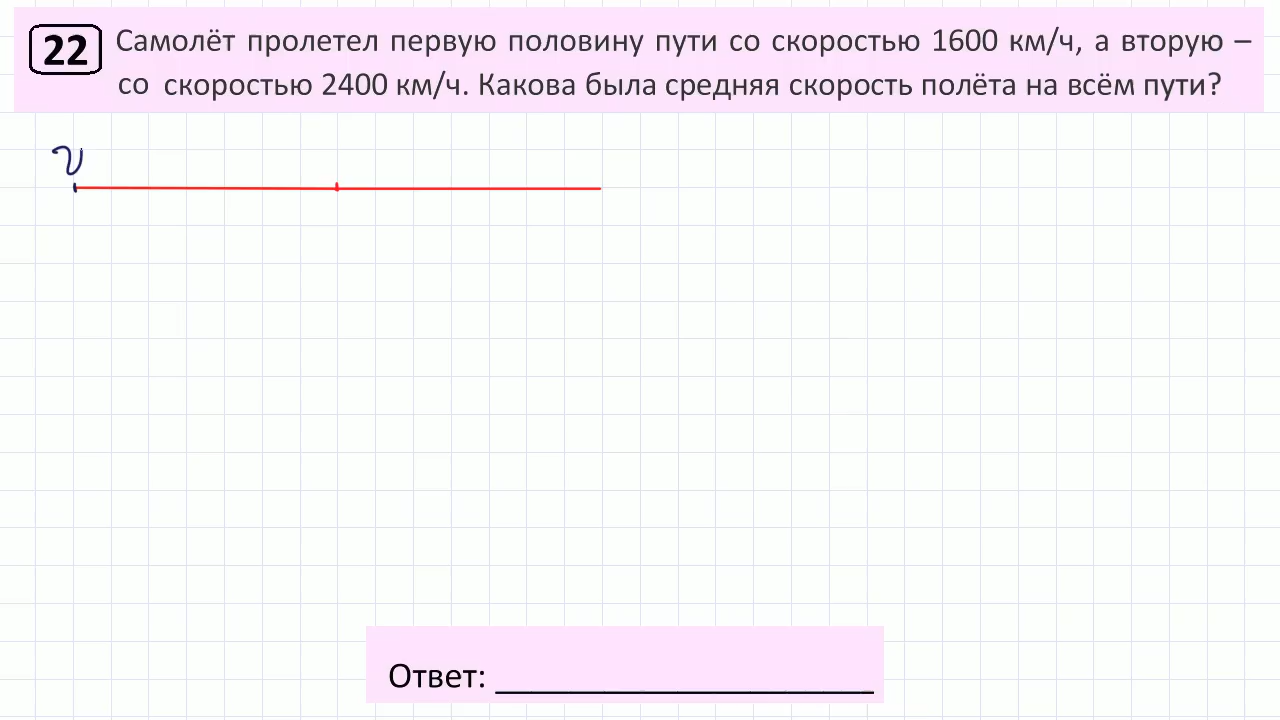 22 Самолёт пролетел первую половину пути со скоростью 1600 км/ч, а вторую –
со скоростью 2400 км/ч. Какова была средняя скорость полёта на всём пути?
v
Ответ: _____________________